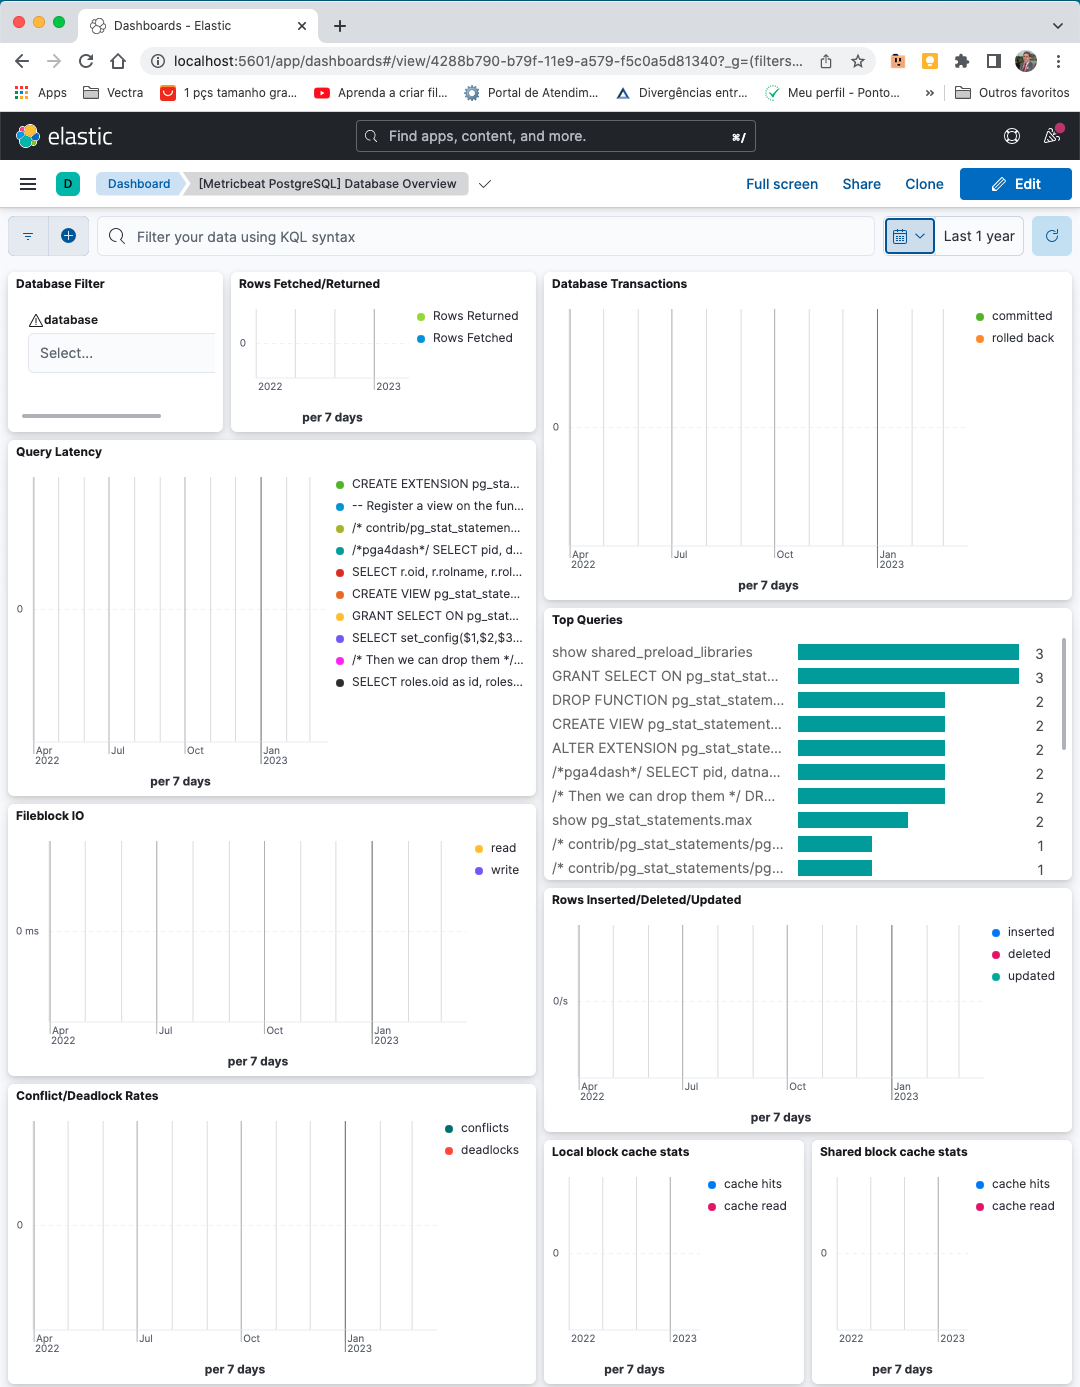 Dashboards - Elastic
localhost:5601/app/dashboards#/view/4288b790-b79f-11e9-a579-f5c0a5d81340?_g=(filters...
Apps
Vectra
1 pçs tamanho gra...
Aprenda a criar fil...
Portal de Atendim...
Divergências entr...
Meu perfil - Ponto...
»
Outros favoritos
elastic
Find apps, content, and more.
⌘/
D
Dashboard
[Metricbeat PostgreSQL] Database Overview
Full screen
Share
Clone
Edit
Filter your data using KQL syntax
Last 1 year
Database Filter
database
Select...
Rows Fetched/Returned
0
2022
2023
per 7 days
Rows Returned
Rows Fetched
Database Transactions
0
Apr
2022
Jul
Oct
Jan
2023
per 7 days
committed
rolled back
Query Latency
0
Apr
2022
Jul
Oct
Jan
2023
per 7 days
CREATE EXTENSION pg_sta...
-- Register a view on the fun...
/* contrib/pg_stat_statemen...
/*pga4dash*/ SELECT pid, d...
SELECT r.oid, r.rolname, r.rol...
CREATE VIEW pg_stat_state...
GRANT SELECT ON pg_stat...
SELECT set_config($1,$2,$3...
/* Then we can drop them */...
SELECT roles.oid as id, roles...
Top Queries
show shared_preload_libraries 3
GRANT SELECT ON pg_stat_stat... 3
DROP FUNCTION pg_stat_statem... 2
CREATE VIEW pg_stat_statement... 2
ALTER EXTENSION pg_stat_state... 2
/*pga4dash*/ SELECT pid, datna... 2
/* Then we can drop them */ DR... 2
show pg_stat_statements.max 2
/* contrib/pg_stat_statements/pg... 1
/* contrib/pg_stat_statements/pg... 1
Fileblock IO
0 ms
Apr
2022
Jul
Oct
Jan
2023
per 7 days
read
write
Rows Inserted/Deleted/Updated
0/s
Apr
2022
Jul
Oct
Jan
2023
per 7 days
inserted
deleted
updated
Conflict/Deadlock Rates
0
Apr
2022
Jul
Oct
Jan
2023
per 7 days
conflicts
deadlocks
Local block cache stats
0
2022
2023
per 7 days
cache hits
cache read
Shared block cache stats
0
2022
2023
per 7 days
cache hits
cache read